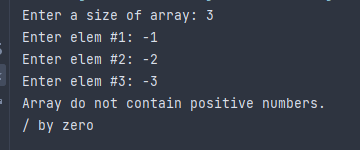 Enter a size of array: 3
Enter elem #1: -1
Enter elem #2: -2
Enter elem #3: -3
Array do not contain positive numbers.
/ by zero